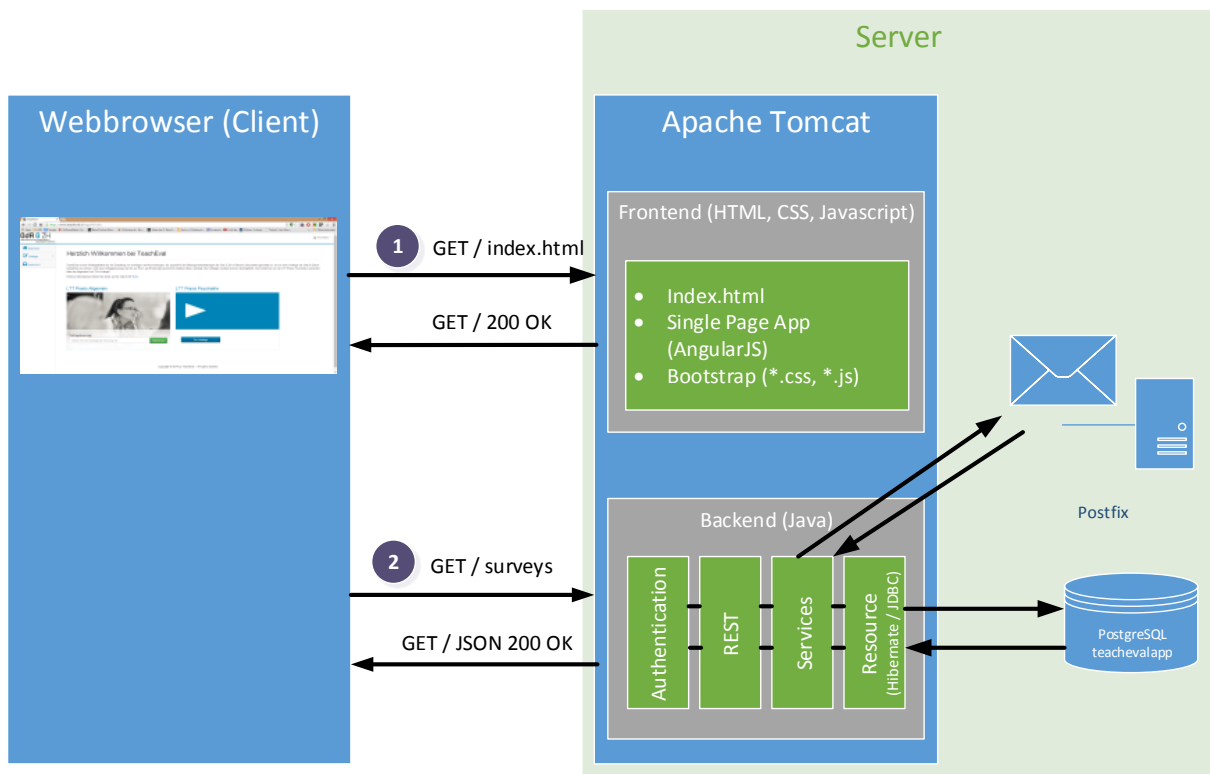 Server
Webbrowser (Client)
Apache Tomcat
Herzlich Willkommen bei TeachEval
1
GET / index.html
GET / 200 OK
Frontend (HTML, CSS, Javascript)
• Index.html
• Single Page App
(AngularJS)
• Bootstrap (*.css, *.js)
Postfix
2
GET / surveys
GET / JSON 200 OK
Backend (Java)
Authentication
REST
Services
Resource
(Hibernate / JDBC)
PostgreSQL
teachevalapp